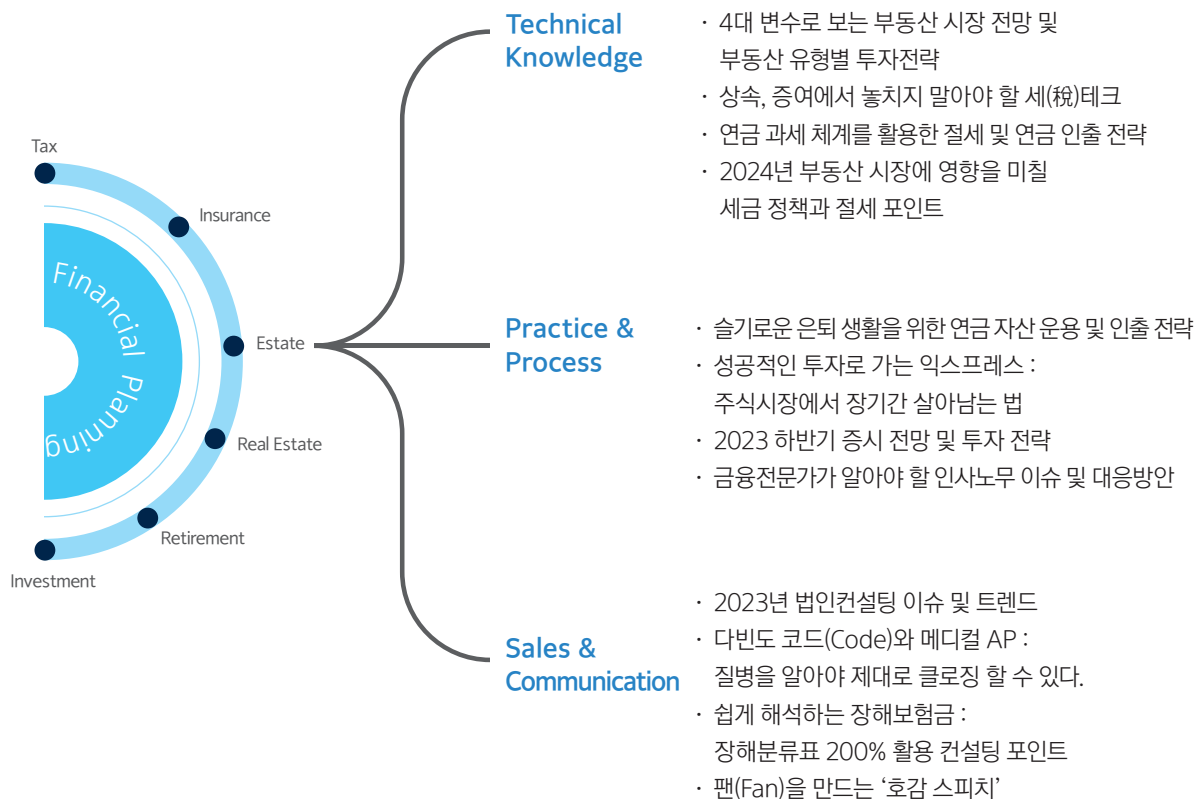 Tax
Insurance
Estate
Real Estate
Retirement
Investment
Financial Planning
Technical
Knowledge
· 4대 변수로 보는 부동산 시장 전망 및
부동산 유형별 투자전략
· 상속, 증여에서 놓치지 말아야 할 세(稅)테크
· 연금 과세 체계를 활용한 절세 및 연금 인출 전략
· 2024년 부동산 시장에 영향을 미칠
세금 정책과 절세 포인트
Practice &
Process
· 슬기로운 은퇴 생활을 위한 연금 자산 운용 및 인출 전략
· 성공적인 투자로 가는 익스프레스 :
주식시장에서 장기간 살아남는 법
· 2023 하반기 증시 전망 및 투자 전략
· 금융전문가가 알아야 할 인사노무 이슈 및 대응방안
Sales &
Communication
· 2023년 법인컨설팅 이슈 및 트렌드
· 다빈도 코드(Code)와 메디컬 AP :
질병을 알아야 제대로 클로징 할 수 있다.
· 쉽게 해석하는 장해보험금 :
장해분류표 200% 활용 컨설팅 포인트
· 팬(Fan)을 만드는 ‘호감 스피치’